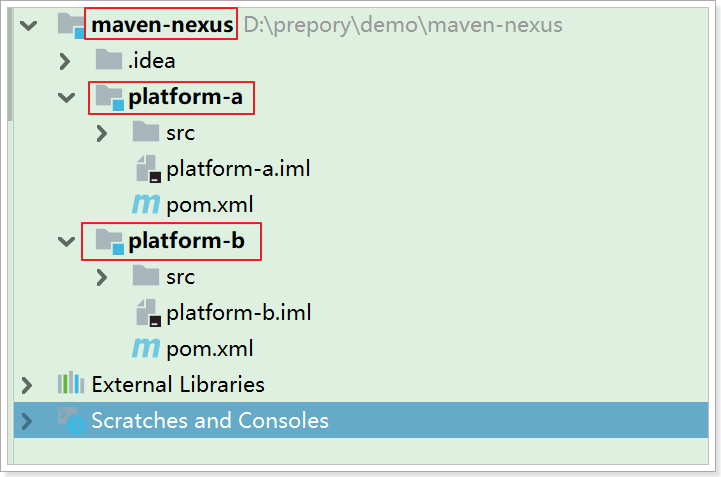 maven-nexus D:\prepory\demo\maven-nexus
.idea
platform-a
src
platform-a.iml
pom.xml
platform-b
src
platform-b.iml
pom.xml
External Libraries
Scratches and Consoles